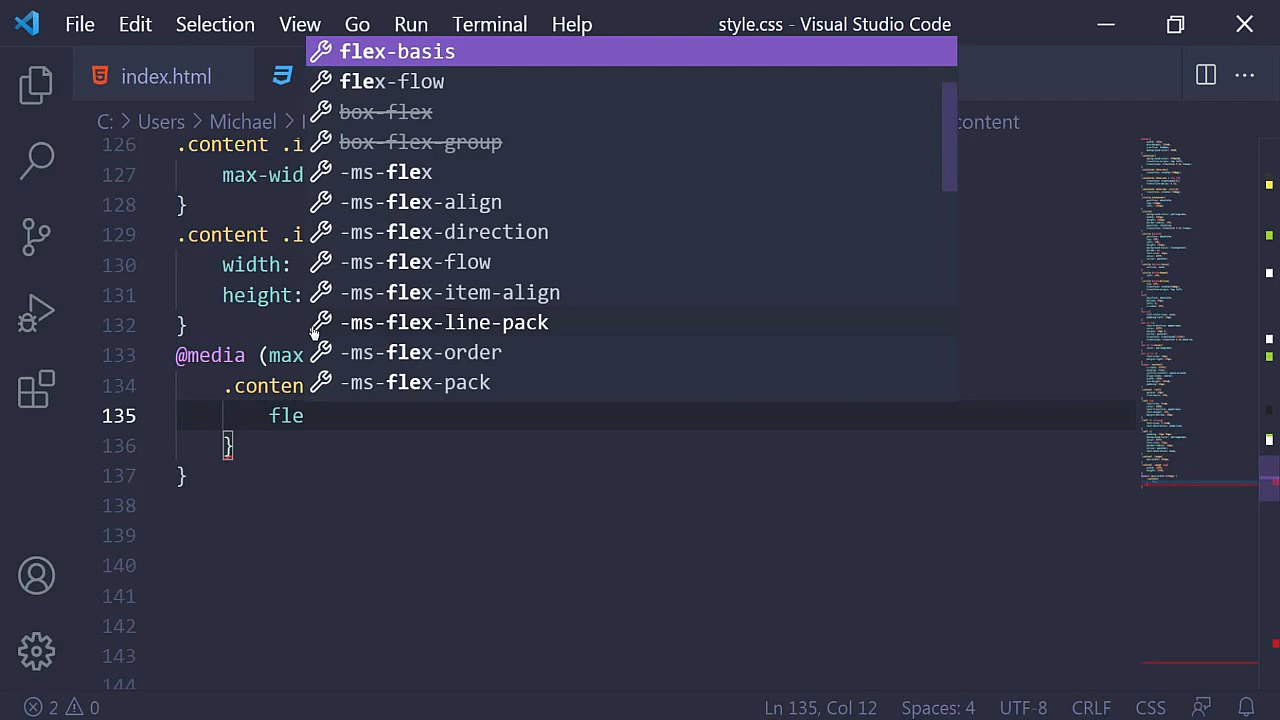 File Edit Selection View Go Run Terminal Help style.css - Visual Studio Code
index.html
C: > Users > Michael > content
flex-basis
flex-flow
box-flex
box-flex-group
-ms-flex
-ms-flex-align
-ms-flex-direction
-ms-flex-flow
-ms-flex-item-align
-ms-flex-line-pack
-ms-flex-order
-ms-flex-pack
126 .content .i
127 max-wid
128 }
129 .content .i
130 width:
131 height:
132 }
133 @media (max
134 .conten
135 fle
136 }
137 }
138
139
140
141
142
143
144
2 0 Ln 135, Col 12 Spaces: 4 UTF-8 CRLF CSS